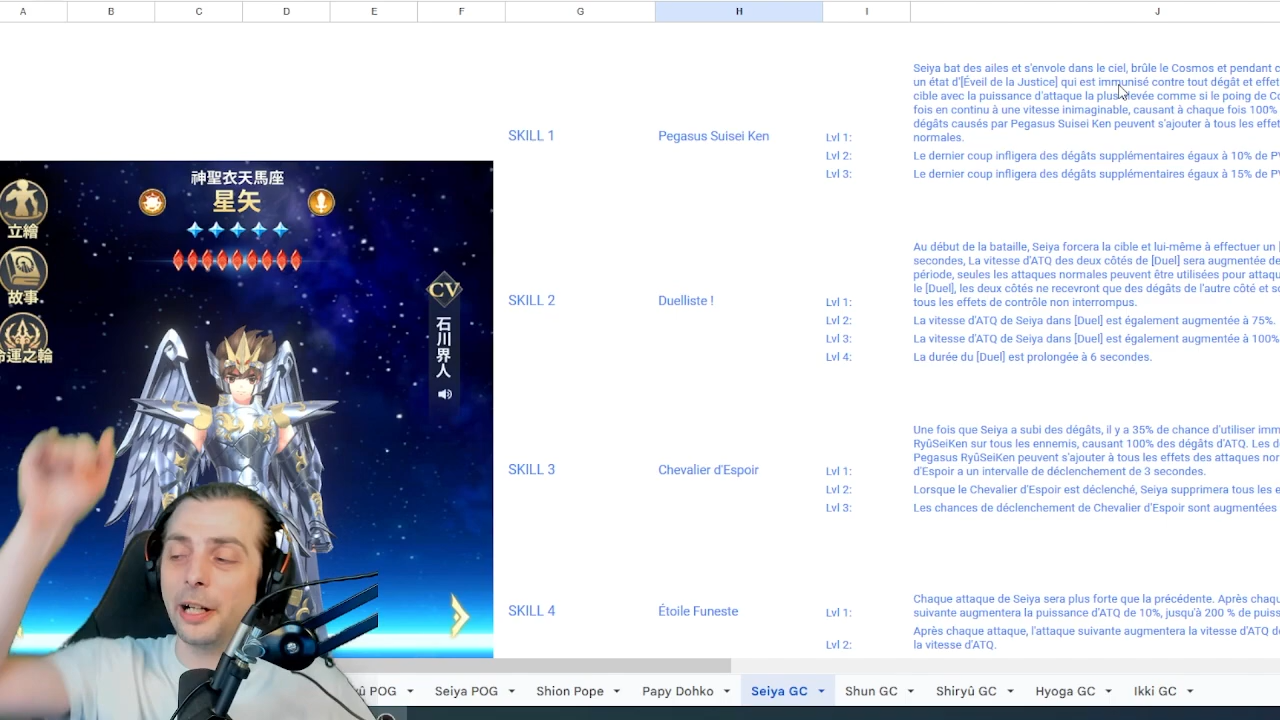 A B C D E F G H I J
神聖衣天馬座
星矢
立繪
故事
命運之輪
CV
石川界人
SKILL 1
Pegasus Suisei Ken
Lvl 1:
Seiya bat des ailes et s'envole dans le ciel, brûle le Cosmos et pendant
un état d'[Éveil de la Justice] qui est immunisé contre tout dégât et effet
cible avec la puissance d'attaque la plus élevée comme si le poing de
fois en continu à une vitesse inimaginable, causant à chaque fois 100%
dégâts causés par Pegasus Suisei Ken peuvent s'ajouter à tous les
normales.
Lvl 2:
Le dernier coup infligera des dégâts supplémentaires égaux à 10% de
Lvl 3:
Le dernier coup infligera des dégâts supplémentaires égaux à 15% de
SKILL 2
Duelliste !
Lvl 1:
Au début de la bataille, Seiya forcera la cible et lui-même à effectuer un
secondes, La vitesse d'ATQ des deux côtés de [Duel] sera augmentée
période, seules les attaques normales peuvent être utilisées pour
le [Duel], les deux côtés ne recevront que des dégâts de l'autre côté et
tous les effets de contrôle non interrompus.
Lvl 2:
La vitesse d'ATQ de Seiya dans [Duel] est également augmentée à 75%.
Lvl 3:
La vitesse d'ATQ de Seiya dans [Duel] est également augmentée à 100%
Lvl 4:
La durée du [Duel] est prolongée à 6 secondes.
SKILL 3
Chevalier d'Espoir
Lvl 1:
Une fois que Seiya a subi des dégâts, il y a 35% de chance d'utiliser
RyûSeiKen sur tous les ennemis, causant 100% des dégâts d'ATQ. Les
Pegasus RyûSeiKen peuvent s'ajouter à tous les effets des attaques
d'Espoir a un intervalle de déclenchement de 3 secondes.
Lvl 2:
Lorsque le Chevalier d'Espoir est déclenché, Seiya supprimera tous les
Lvl 3:
Les chances de déclenchement de Chevalier d'Espoir sont augmentées
SKILL 4
Étoile Funeste
Lvl 1:
Chaque attaque de Seiya sera plus forte que la précédente. Après
suivante augmentera la puissance d'ATQ de 10%, jusqu'à 200 % de
Lvl 2:
Après chaque attaque, l'attaque suivante augmentera la vitesse d'ATQ
la vitesse d'ATQ.
POG Seiya POG Shion Pope Papy Dohko Seiya GC Shun GC Shiryû GC Hyoga GC Ikki GC